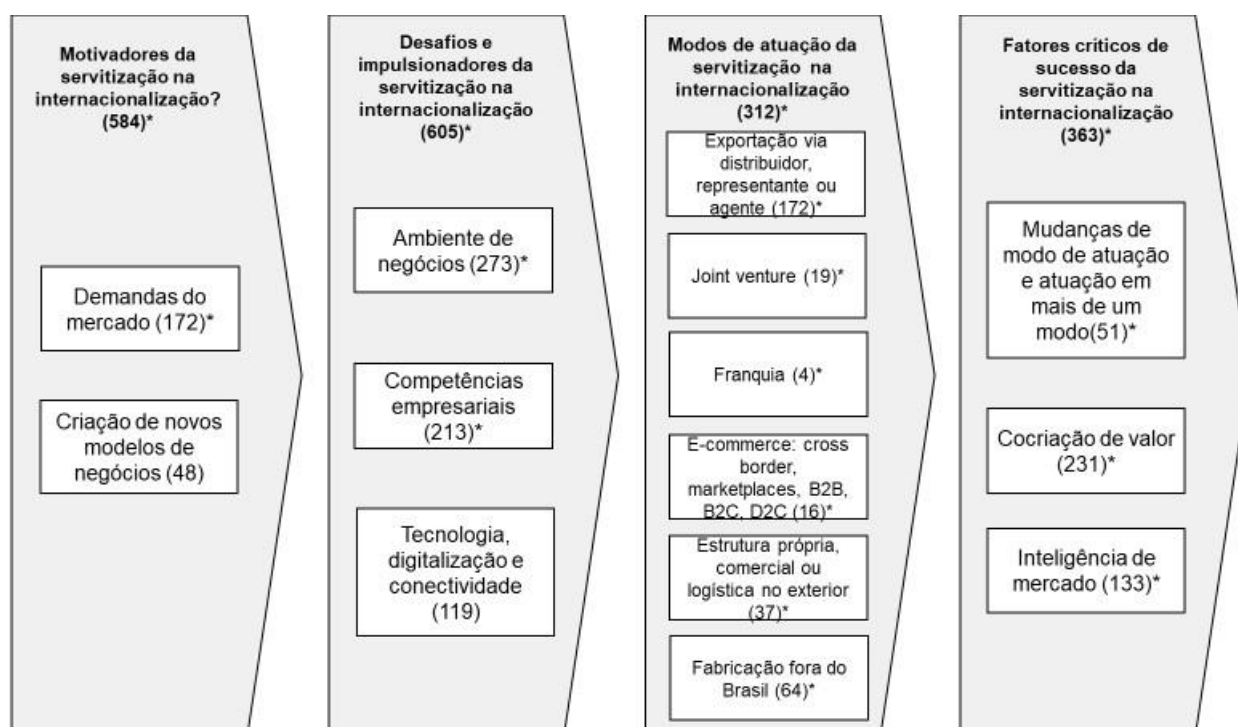 Motivadores da
servitização na
internacionalização?
(584)*
Demandas do
mercado (172)*
Criação de novos
modelos de
negócios (48)
Desafios e
impulsionadores da
servitização na
internacionalização
(605)*
Ambiente de
negócios (273)*
Competências
empresariais
(213)*
Tecnologia,
digitalização e
conectividade
(119)
Modos de atuação da
servitização na
internacionalização
(312)*
Exportação via
distribuidor,
representante ou
agente (172)*
Joint venture (19)*
Franquia (4)*
E-commerce: cross
border,
marketplaces, B2B,
B2C, D2C (16)*
Estrutura própria,
comercial ou
logística no exterior
(37)*
Fabricação fora do
Brasil (64)*
Fatores criticos de
sucesso da
servitização na
internacionalização
(363)*
Mudanças de
modo de atuação
e atuação em
mais de um
modo(51)*
Cocriação de valor
(231)*
Inteligência de
mercado (133)*